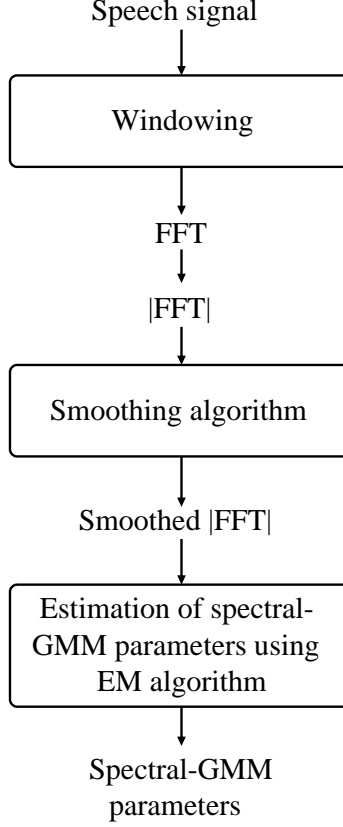 Speech signal
Windowing
FFT
|FFT|
Smoothing algorithm
Smoothed |FFT|
Estimation of spectral-
GMM parameters using
EM algorithm
Spectral-GMM
parameters